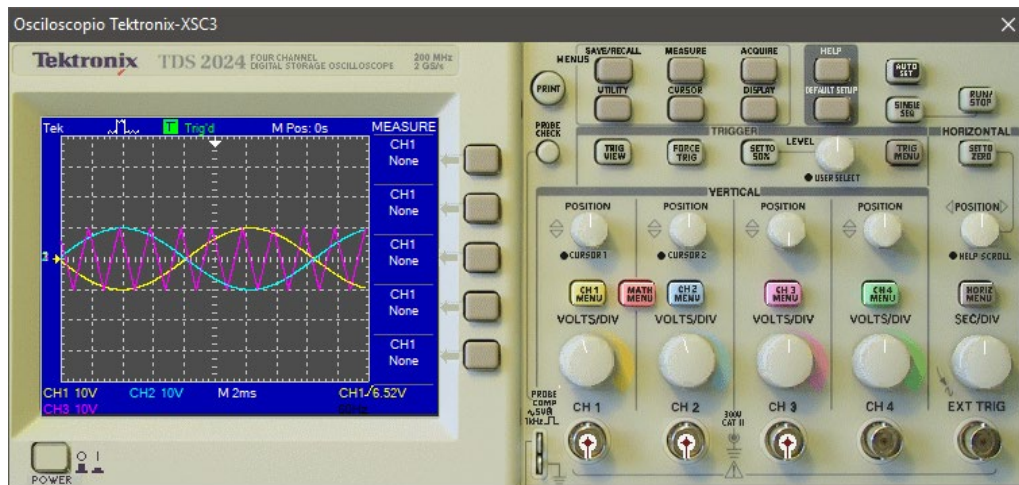 Osciloscopio Tektronix-XSC3
Tektronix TDS 2024 FOUR CHANNEL DIGITAL STORAGE OSCILLOSCOPE 200 MHz 2 GS/s
Tek T Trig'd M Pos: 0s MEASURE
CH1
None
CH1
None
CH1
None
CH1
None
CH1
None
1
CH1 10V CH2 10V M 2ms CH1/6.52V
CH3 10V
POWER
O I
MENUS
SAVE/RECALL MEASURE ACQUIRE HELP
AUTO SET
PRINT
UTILITY CURSOR DISPLAY DEFAULT SETUP
SINGLE SEQ
RUN/STOP
PROBE CHECK
TRIGGER
HORIZONTAL
TRIG VIEW
FORCE TRIG
SET TO 50%
LEVEL
TRIG MENU
SET TO ZERO
USER SELECT
VERTICAL
POSITION POSITION POSITION POSITION POSITION
CURSOR 1 CURSOR 2 HELP SCROLL
CH 1 MENU
MATH MENU
CH 2 MENU
CH 3 MENU
CH 4 MENU
HORIZ MENU
VOLTS/DIV VOLTS/DIV VOLTS/DIV VOLTS/DIV SEC/DIV
PROBE COMP
~5V@
1kHz
CH 1 CH 2 CH 3 CH 4 EXT TRIG
300V
CAT II